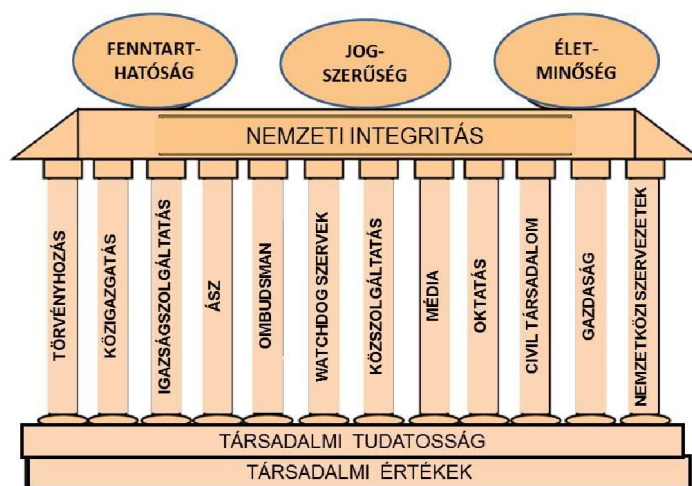 FENNTART-
HATÓSÁG
JOG-
SZERŰSÉG
ÉLET-
MINŐSÉG
NEMZETI INTEGRITÁS
TÖRVÉNYHOZÁS
KÖZIGAZGATÁS
IGAZSÁGSZOLGÁLTATÁS
ÁSZ
OMBUDSMAN
WATCHDOG SZERVEK
KÖZSZOLGÁLTATÁS
MÉDIA
OKTATÁS
CIVIL TÁRSADALOM
GAZDASÁG
NEMZETKÖZI SZERVEZETEK
TÁRSADALMI TUDATOSSÁG
TÁRSADALMI ÉRTÉKEK